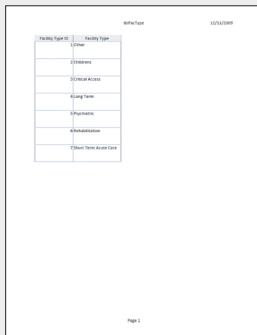 tblFacType 12/11/2009
Facility Type ID Facility Type
1 Other
2 Childrens
3 Critical Access
4 Long Term
5 Psychiatric
6 Rehabilitation
7 Short Term Acute Care
Page 1